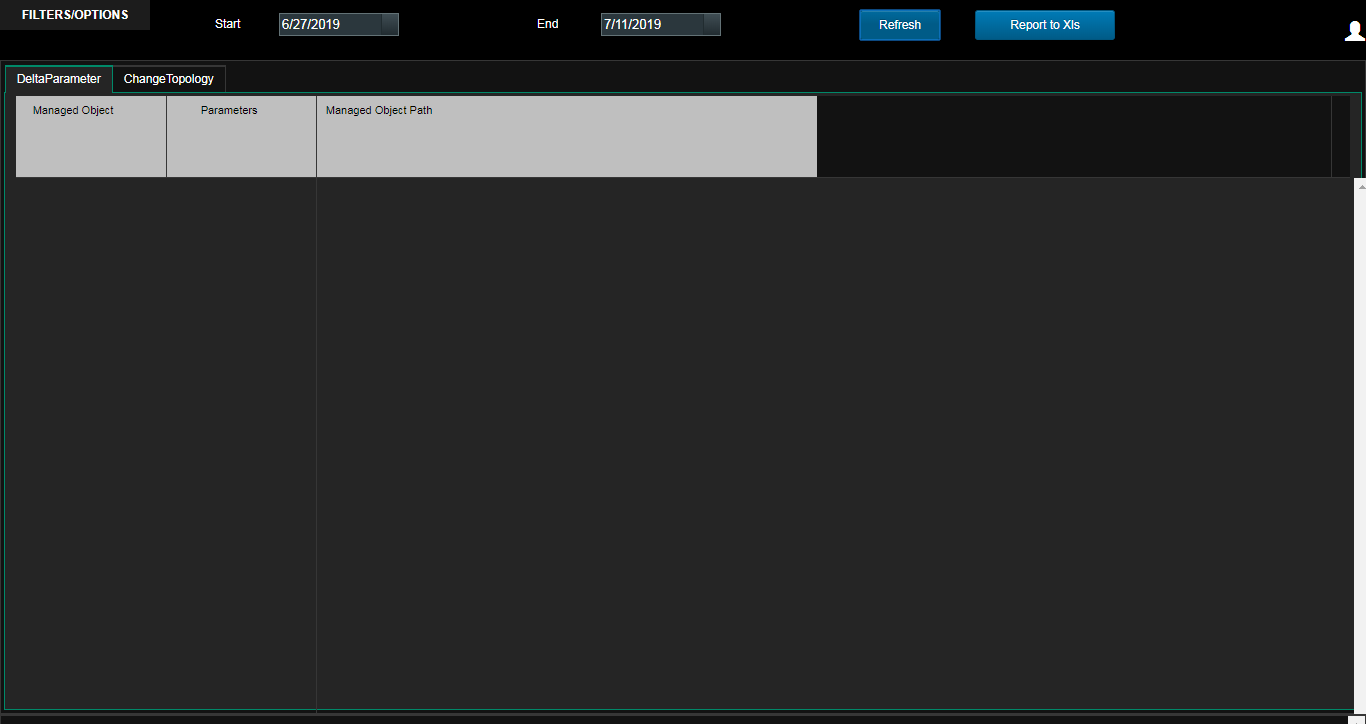 FILTERS/OPTIONS
Start
6/27/2019
End
7/11/2019
Refresh
Report to Xls
DeltaParameter
ChangeTopology
Managed Object
Parameters
Managed Object Path